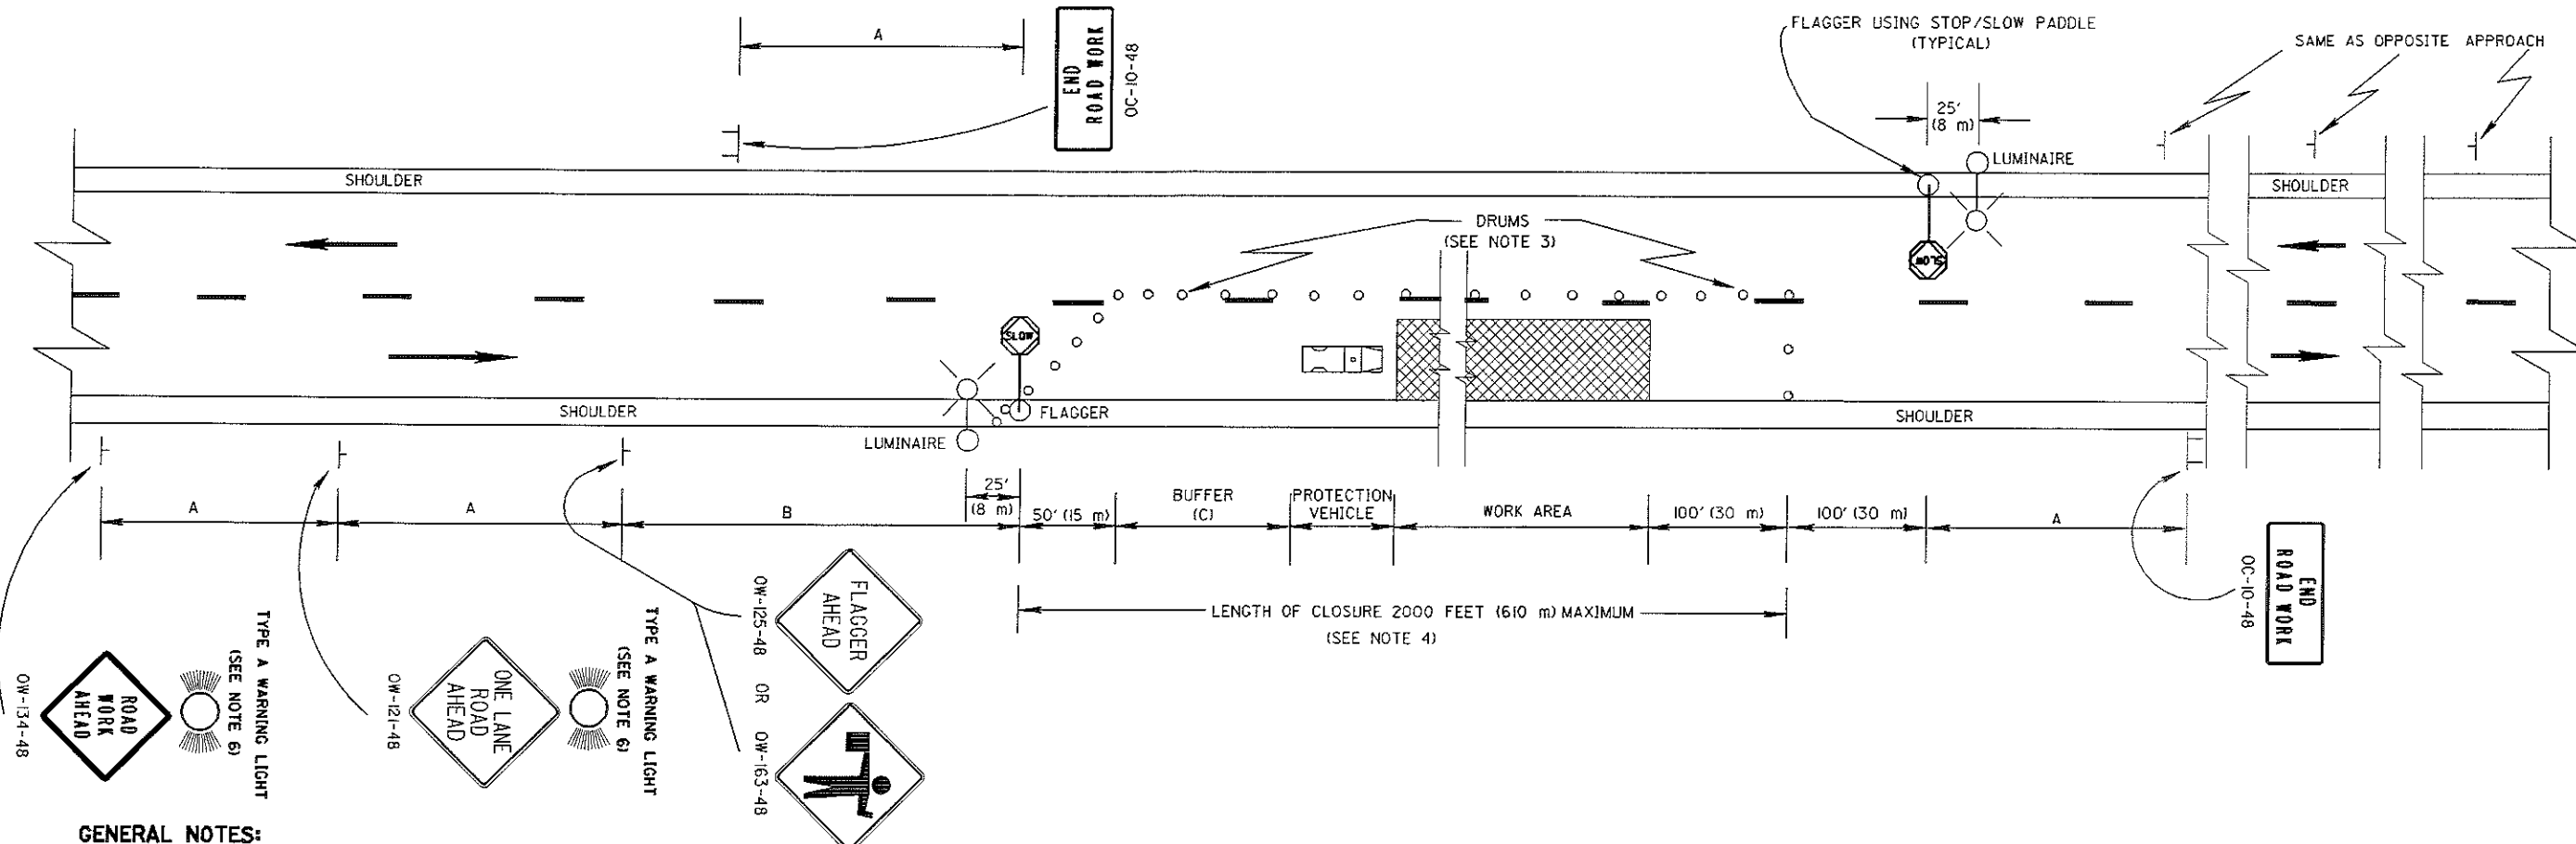 A
END
ROAD WORK
OC-10-48
FLAGGER USING STOP/SLOW PADDLE
(TYPICAL)
SAME AS OPPOSITE APPROACH
25'
(8 m)
LUMINAIRE
SHOULDER
SHOULDER
DRUMS
(SEE NOTE 3)
SLOW
SLOW
SHOULDER
FLAGGER
SHOULDER
LUMINAIRE
A
A
B
25'
(8 m)
50' (15 m)
BUFFER
(C)
PROTECTION
VEHICLE
WORK AREA
100' (30 m)
100' (30 m)
A
END
ROAD WORK
OC-10-48
LENGTH OF CLOSURE 2000 FEET (610 m) MAXIMUM
(SEE NOTE 4)
FLAGGER
AHEAD
OW-125-48 OR OW-163-48
TYPE A WARNING LIGHT
(SEE NOTE 6)
ONE LANE
ROAD
AHEAD
OW-121-48
TYPE A WARNING LIGHT
(SEE NOTE 6)
ROAD
WORK
AHEAD
OW-134-48
GENERAL NOTES: